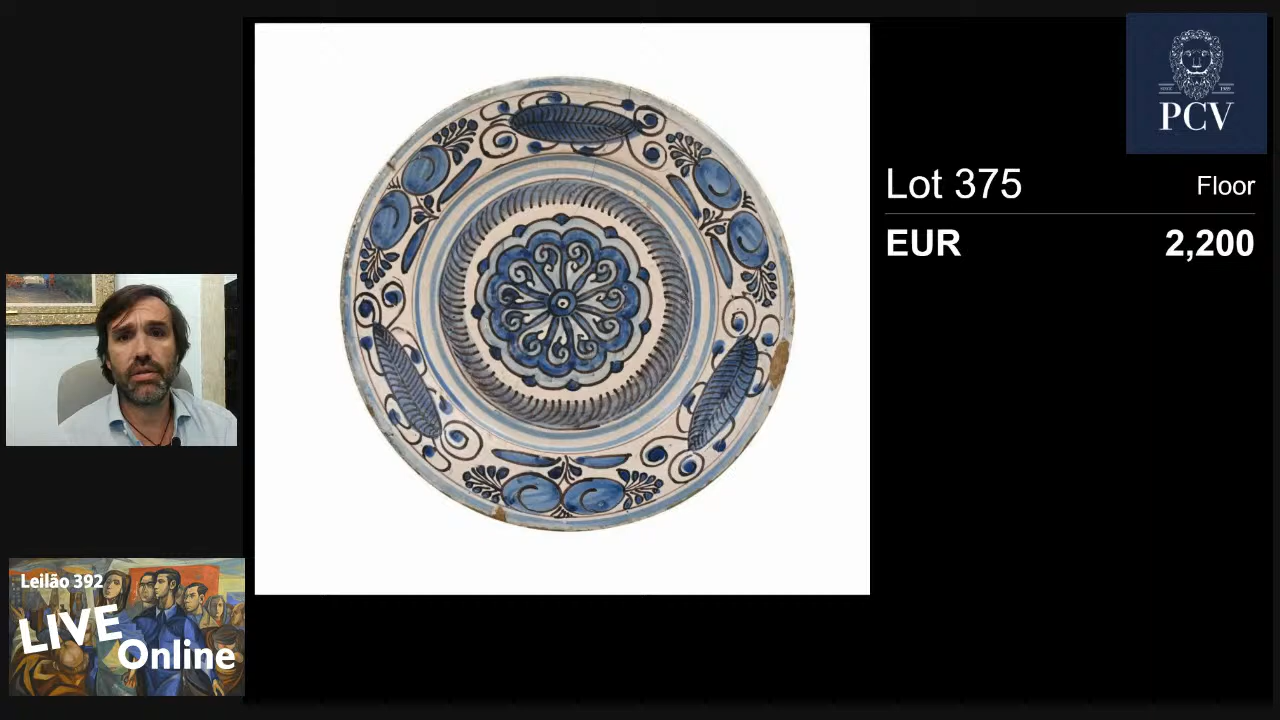 PCV
Lot 375 Floor
EUR 2,200
Leilão 392
LIVE
Online